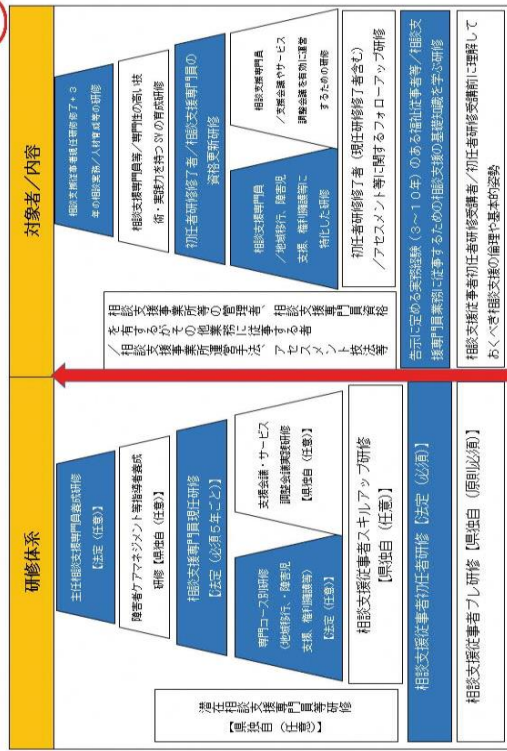 研修体系
主任相談支援専門員養成研修
【法定（任意）】
障害者ケアマネジメント等指導者養成
研修【県独自（任意）】
相談支援専門員現任研修
【法定（必須５年ごと）】
専門コース別研修
（地域移行、・障害児
支援、権利擁護等）
【法定（任意）】
支援会議・サービス
調整会議実践研修
【県独自（任意）】
相談支援従事者スキルアップ研修
【県独自（任意）】
潜在相談支援専門員等研修
【県独自（任意）】
相談支援従事者初任者研修【法定（必須）】
相談支援従事者プレ研修【県独自（原則必須）】
対象者／内容
相談支援従事者現任研修修了＋３
年の相談業務／人材育成等の研修
相談支援専門員等／専門性の高い技
術・実践力を持つSVの育成研修
初任者研修修了者／相談支援専門員の
資格更新研修
相談支援専門員
／地域移行、障害児
支援、権利擁護等に
特化した研修
相談支援専門員
／支援会議やサービス
調整会議を有効に運営
するための研修
初任者研修修了者（現任研修修了者含む）
／アセスメント等に関するフォローアップ研修
相談支援事業所等の管理者、相談支援専門員資格
を有するがその他業務に従事する者
／相談支援事業所運営手法、アセスメント技法等
告示に定める実務経験（３～１０年）のある福祉従事者等／相談支
援専門員業務に従事するための相談支援の基礎知識を学ぶ研修
相談支援従事者初任者研修受講者／初任者研修受講前に理解して
おくべき相談支援の倫理や基本的姿勢